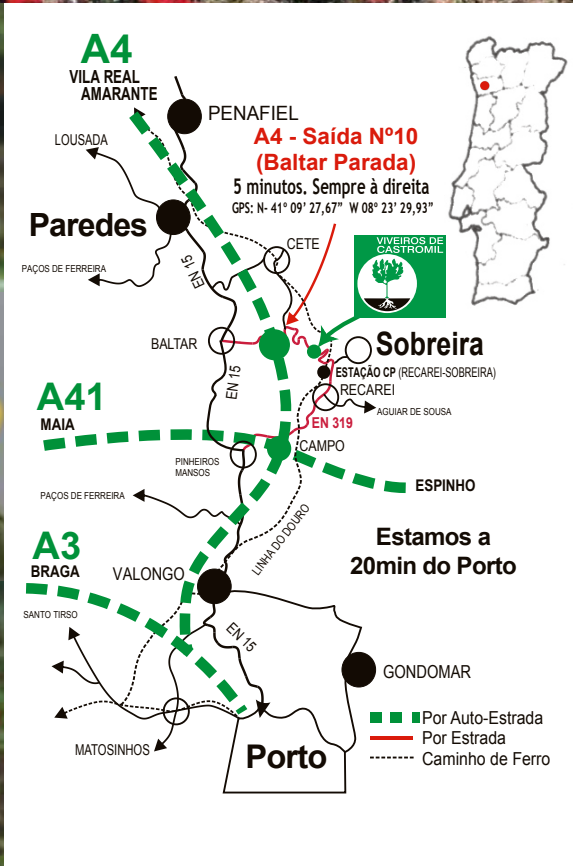 A4
VILA REAL
AMARANTE
PENAFIEL
LOUSADA
A4 - Saída Nº10
(Baltar Parada)
5 minutos. Sempre à direita
GPS: N- 41° 09' 27,67” W 08° 23' 29,93”
Paredes
CETE
VIVEIROS DE
CASTROMIL
PAÇOS DE FERREIRA
EN 15
BALTAR
Sobreira
ESTAÇÃO CP (RECAREI-SOBREIRA)
RECAREI
EN 15
A41
MAIA
AGUIAR DE SOUSA
EN 319
CAMPO
PINHEIROS
MANSOS
ESPINHO
PAÇOS DE FERREIRA
LINHA DO DOURO
Estamos a
20min do Porto
A3
BRAGA
VALONGO
SANTO TIRSO
EN 15
GONDOMAR
MATOSINHOS
Porto
Por Auto-Estrada
Por Estrada
Caminho de Ferro